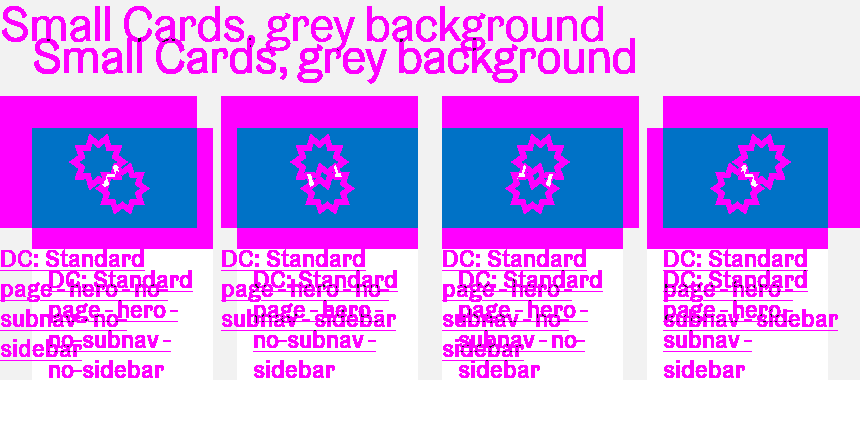 Small Cards, grey background
Small Cards, grey background
DC: Standard
page-hero-no-
subnav-no-
sidebar
DC: Standard
page-hero-
no-subnav-
no-sidebar
DC: Standard
page-hero-no-
subnav-sidebar
DC: Standard
page-hero-
no-subnav-
sidebar
DC: Standard
page-hero-
subnav-no-
sidebar
DC: Standard
page-hero-
subnav-no-
sidebar
DC: Standard
page-hero-
subnav-sidebar
DC: Standard
page-hero-
subnav-
sidebar